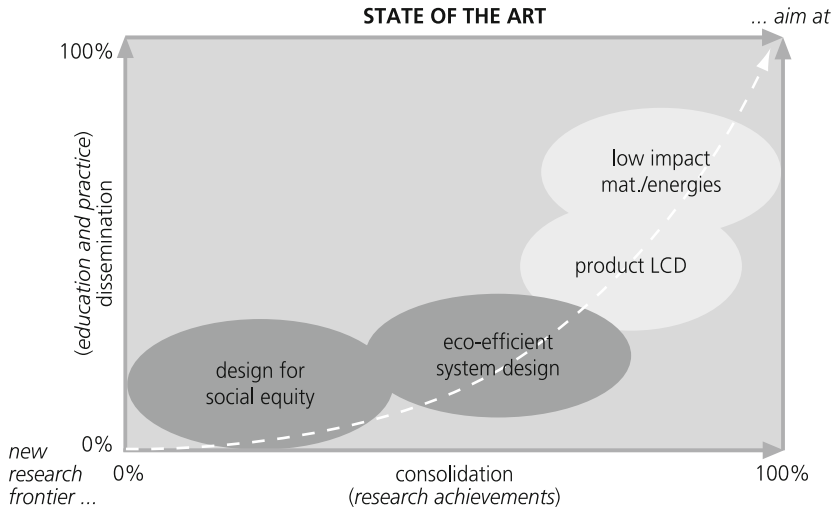 STATE OF THE ART
... aim at
100%
(education and practice)
dissemination
low impact
mat./energies
product LCD
eco-efficient
system design
design for
social equity
0%
new
research
frontier ...
0%
consolidation
(research achievements)
100%